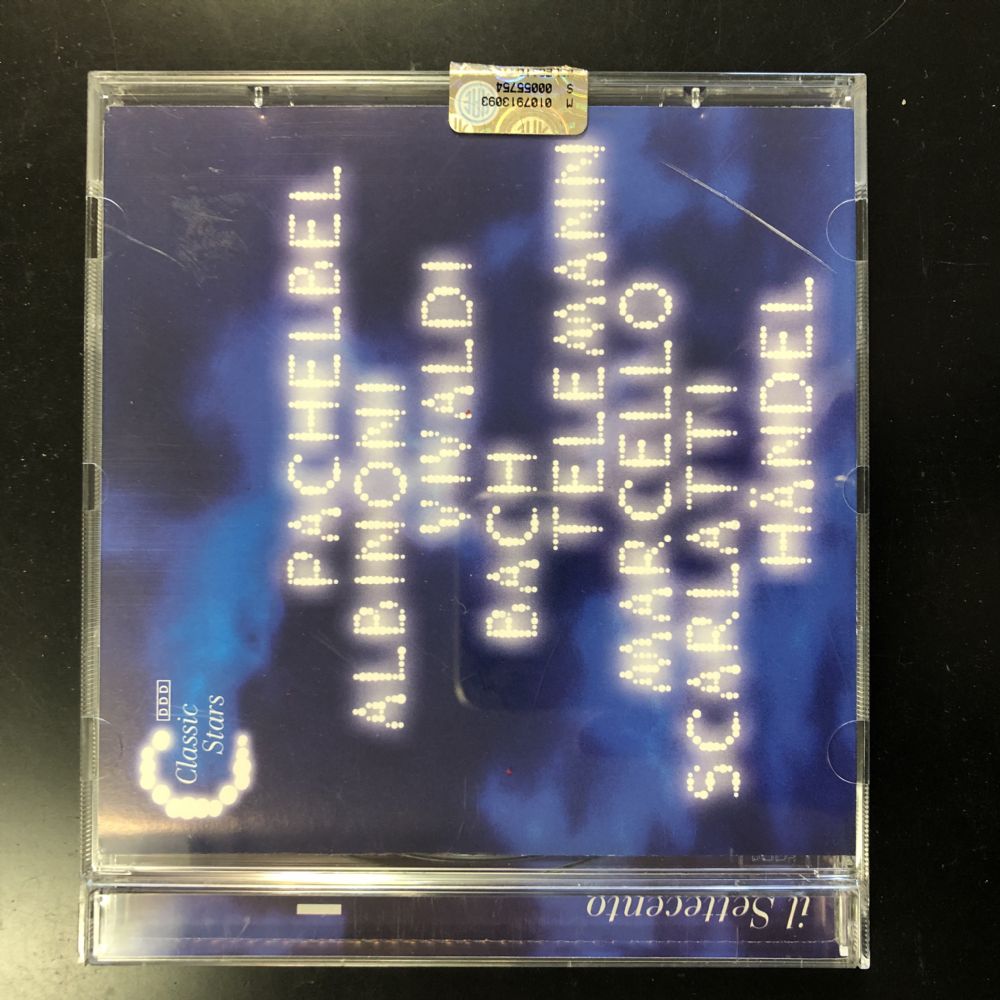 DDD
Classic
Stars
PACHELBEL
ALBINONI
VIVALDI
BACH
TELEMANN
MARCELLO
SCARLATTI
HÄNDEL
il Settecento
M 0107913093
S 00055754